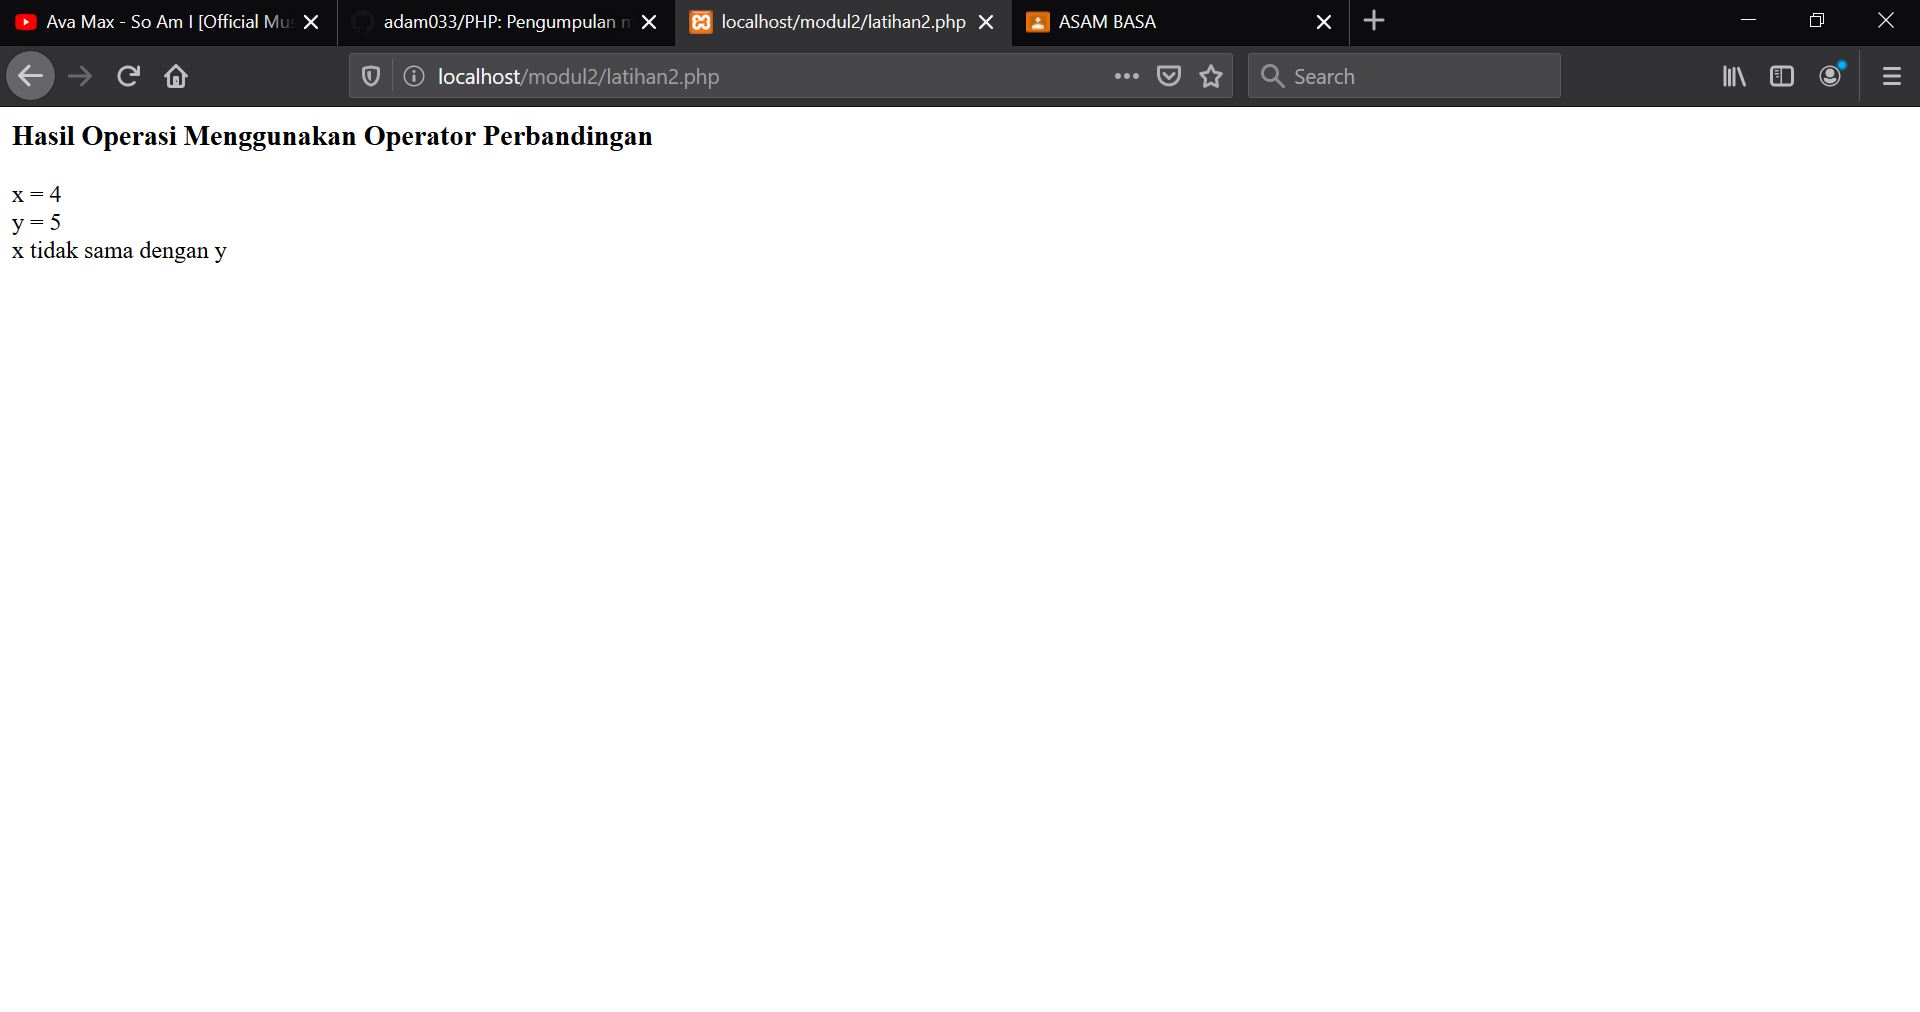 Ava Max - So Am I [Official Mus
adam033/PHP: Pengumpulan m
localhost/modul2/latihan2.php
ASAM BASA
localhost/modul2/latihan2.php
Search
Hasil Operasi Menggunakan Operator Perbandingan
x = 4
y = 5
x tidak sama dengan y